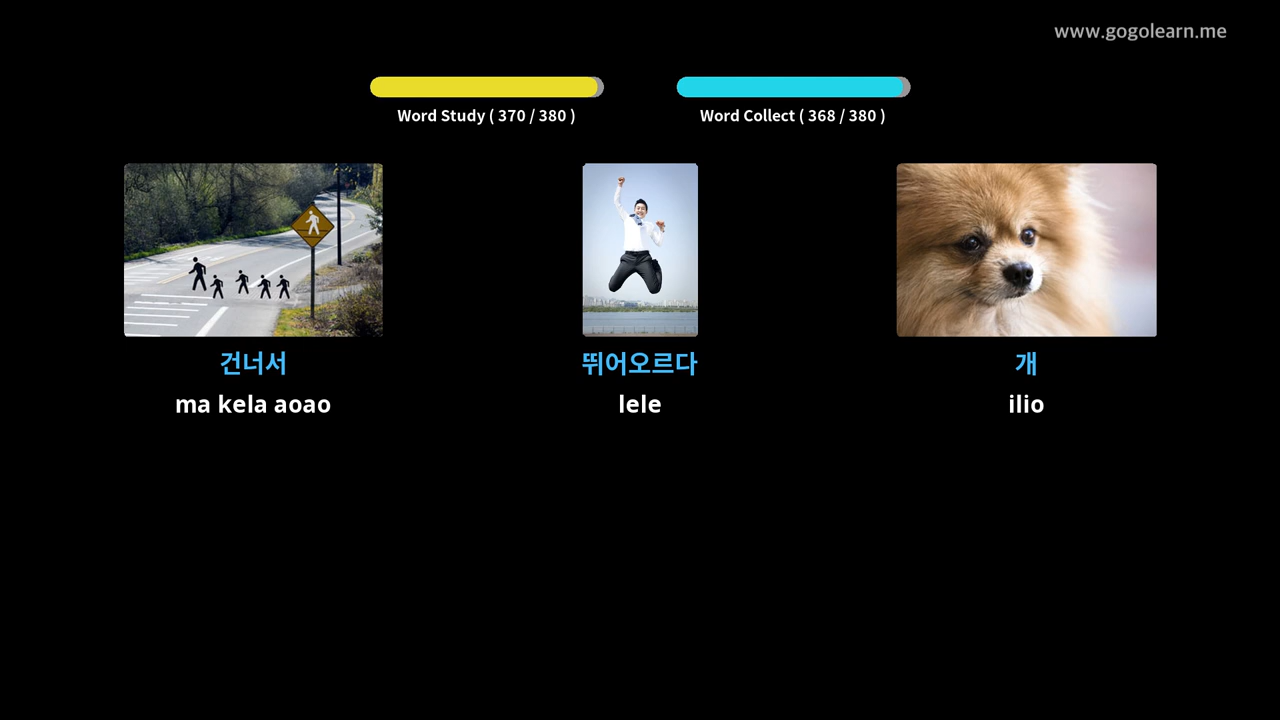 www.gogolearn.me
Word Study ( 370 / 380 )
Word Collect ( 368 / 380 )
건너서
뛰어오르다
개
ma kela aoao
lele
ilio